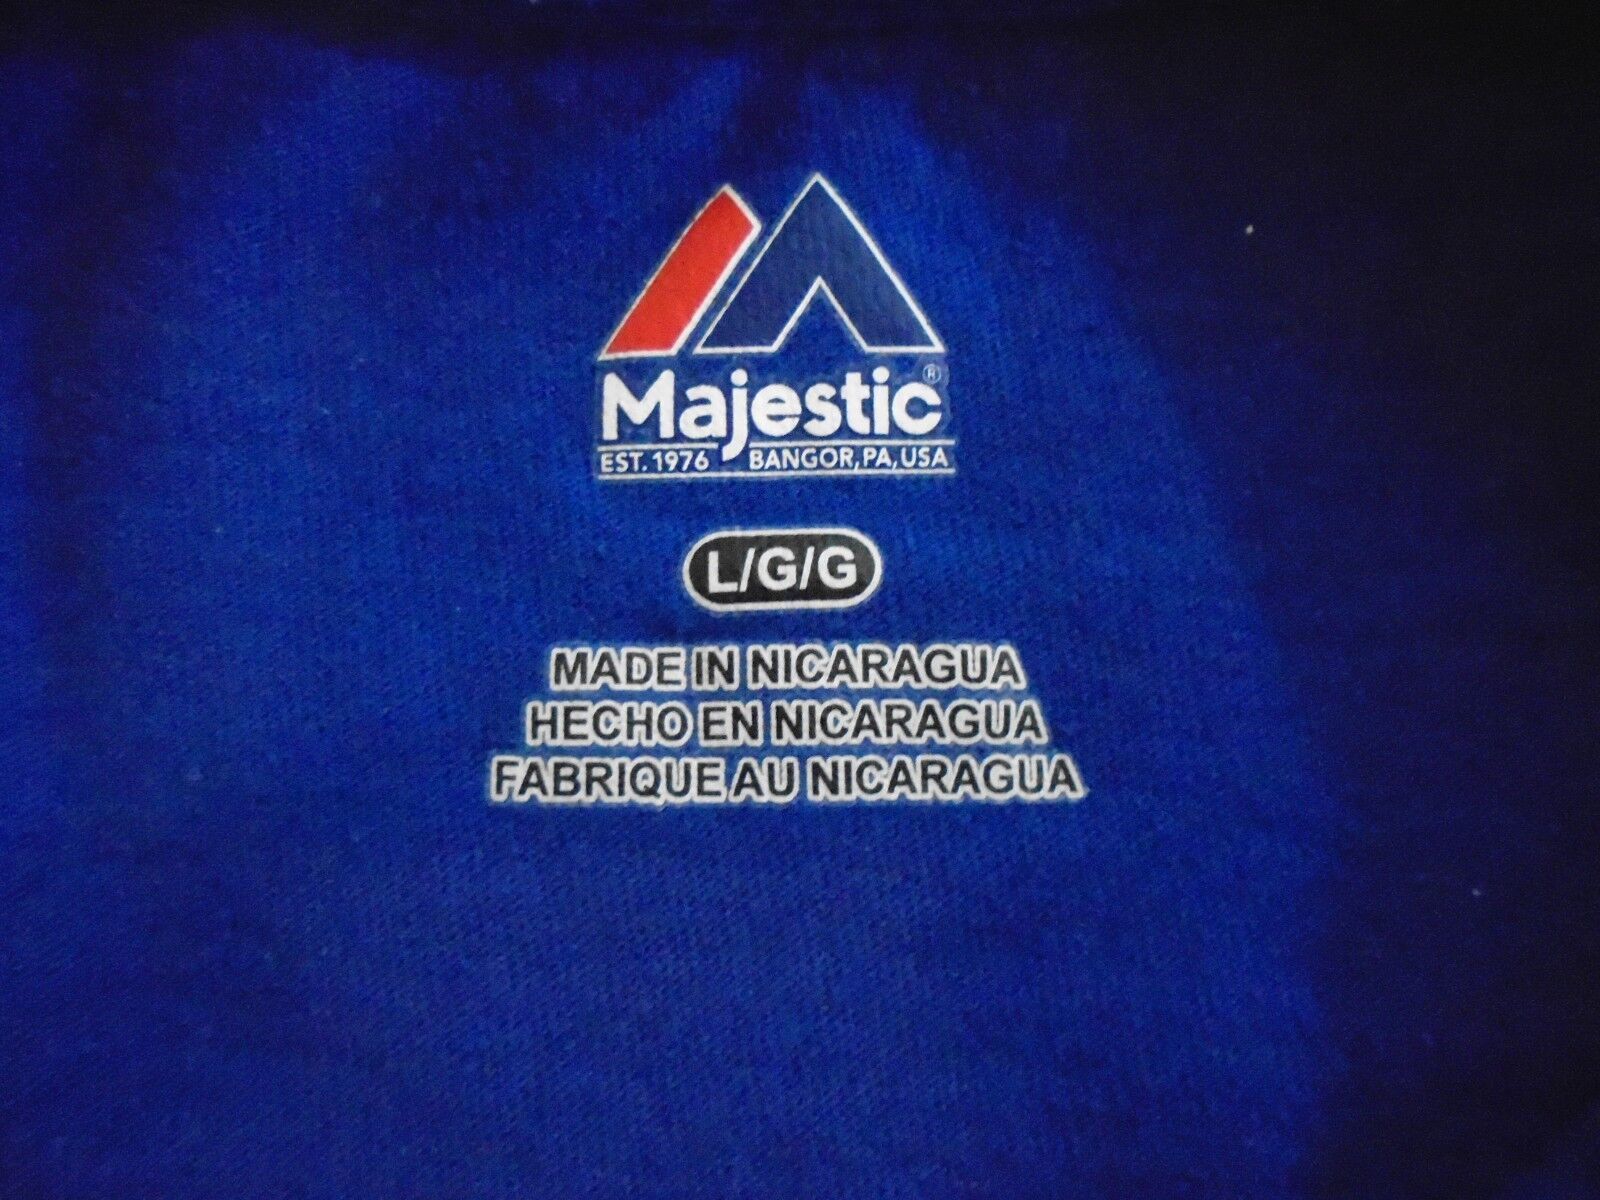 Majestic®
EST. 1976 BANGOR, PA, USA
L/G/G
MADE IN NICARAGUA
HECHO EN NICARAGUA
FABRIQUE AU NICARAGUA